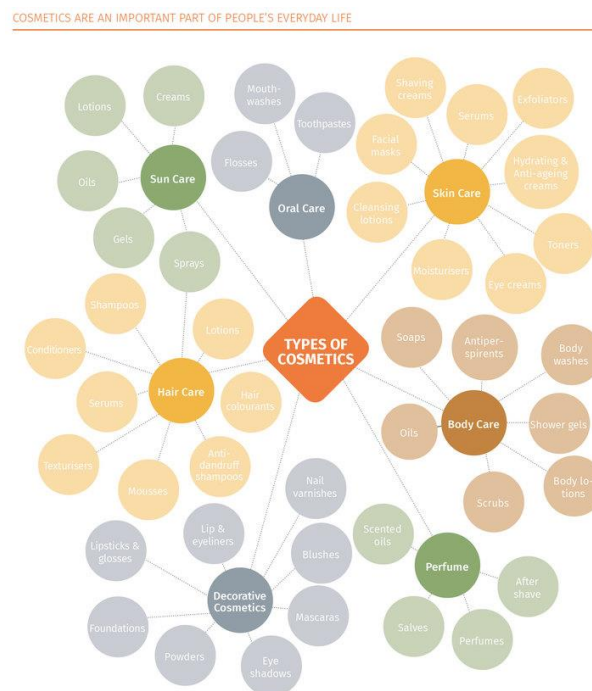 COSMETICS ARE AN IMPORTANT PART OF PEOPLE'S EVERYDAY LIFE
TYPES OF
COSMETICS
Sun Care
Lotions
Creams
Oils
Gels
Sprays
Oral Care
Mouth-
washes
Toothpastes
Flosses
Skin Care
Shaving
creams
Serums
Exfoliators
Facial
masks
Hydrating &
Anti-ageing
creams
Cleansing
lotions
Toners
Moisturisers
Eye creams
Hair Care
Shampoos
Lotions
Conditioners
Serums
Hair
colourants
Texturisers
Mousses
Anti-
dandruff
shampoos
Body Care
Soaps
Antiper-
spirents
Body
washes
Oils
Shower gels
Scrubs
Body lo-
tions
Decorative
Cosmetics
Nail
varnishes
Lip &
eyeliners
Lipsticks &
glosses
Blushes
Foundations
Mascaras
Powders
Eye
shadows
Perfume
Scented
oils
After
shave
Salves
Perfumes